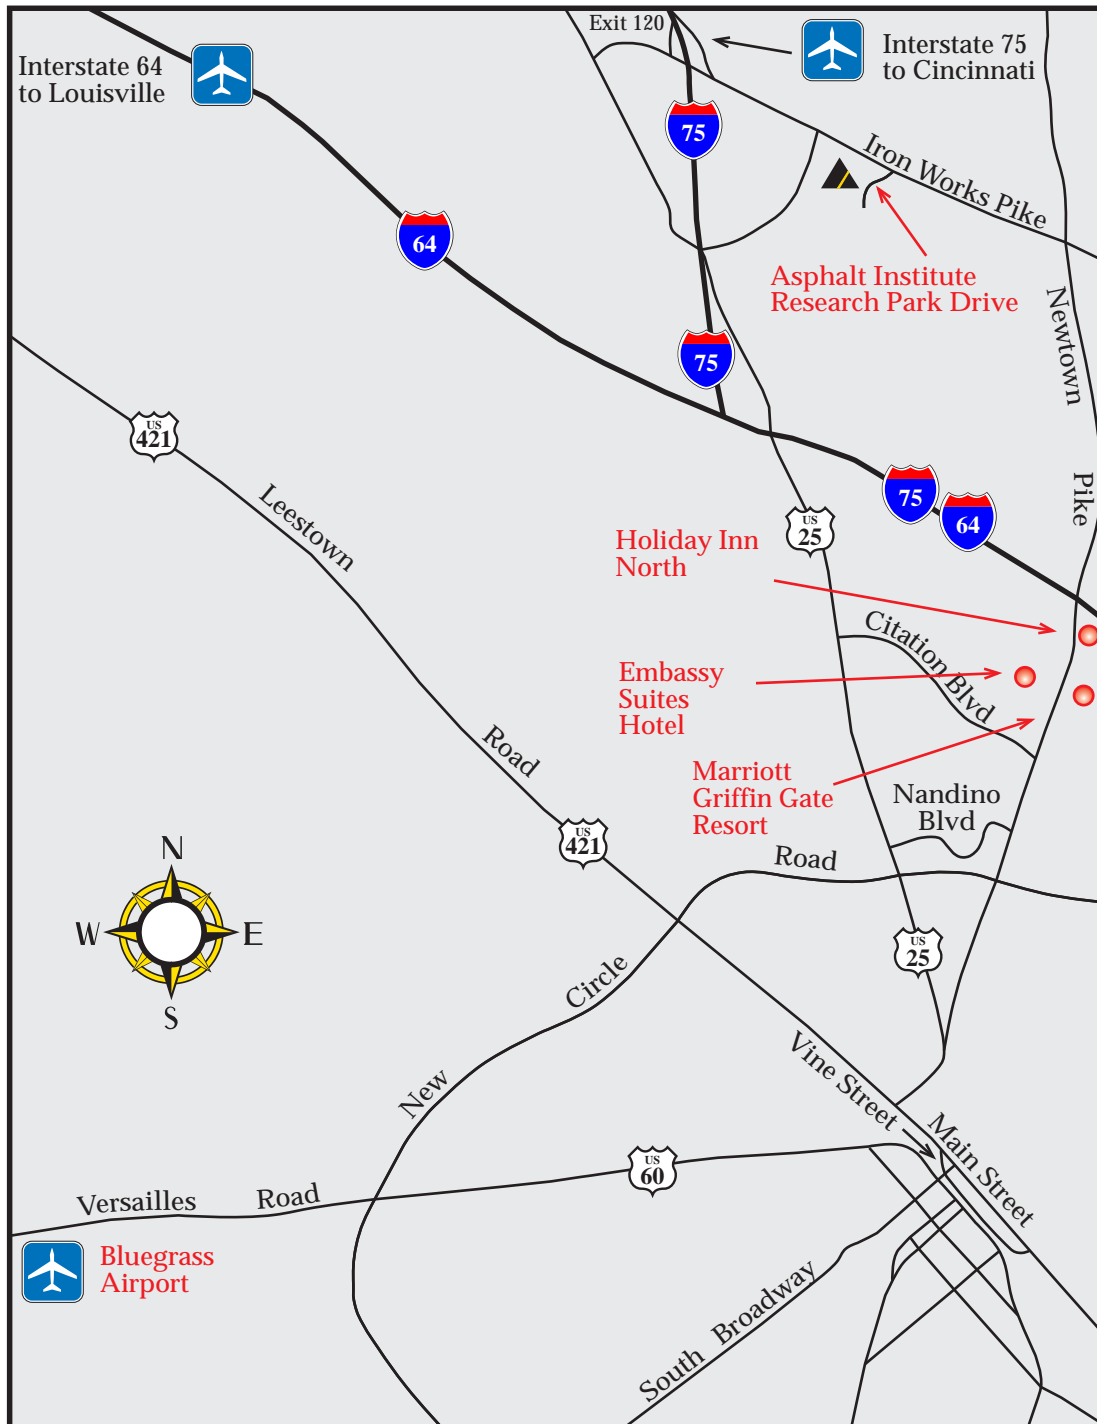 Exit 120
Interstate 64
to Louisville
Interstate 75
to Cincinnati
75
Iron Works Pike
64
Asphalt Institute
Research Park Drive
Newtown
75
US
421
Pike
75
64
Leestown
US
25
Holiday Inn
North
Citation Blvd
Embassy
Suites
Hotel
Road
Marriott
Griffin Gate
Resort
Nandino
Blvd
US
421
Road
N
W
E
S
US
25
Circle
Vine Street
New
Main Street
US
60
Versailles
Road
Bluegrass
Airport
South Broadway